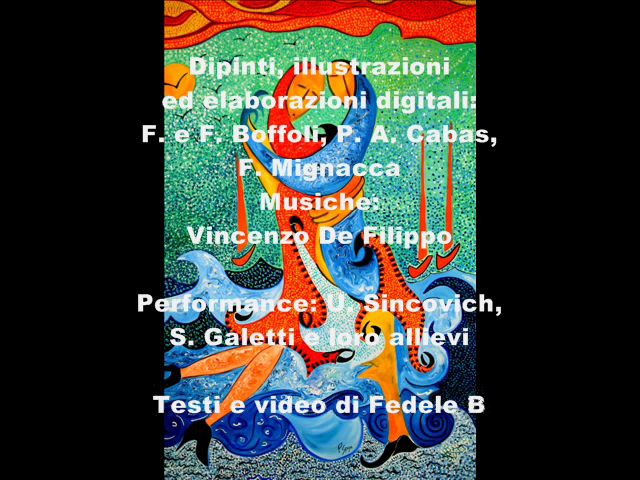 Dipinti, illustrazioni
ed elaborazioni digitali:
F. e F. Boffoli, P. A. Cabas,
F. Mignacca
Musiche:
Vincenzo De Filippo
Performance: U. Sincovich,
S. Galetti e loro allievi
Testi e video di Fedele B